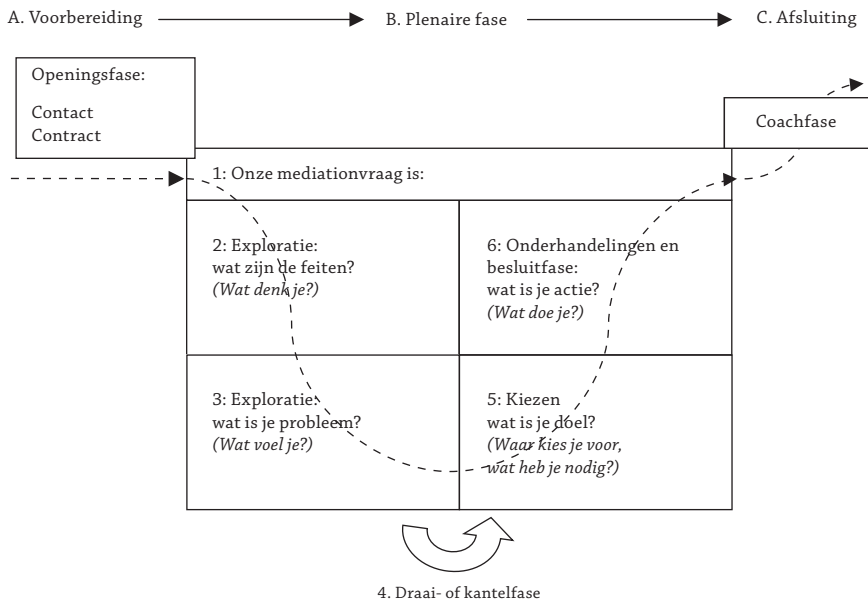 A. Voorbereiding
B. Plenaire fase
C. Afsluiting
Openingsfase:
Contact
Contract
Coachfase
1: Onze mediationvraag is:
2: Exploratie:
wat zijn de feiten?
(Wat denk je?)
6: Onderhandelingen en
besluitfase:
wat is je actie?
(Wat doe je?)
3: Exploratie:
wat is je probleem?
(Wat voel je?)
5: Kiezen
wat is je doel?
(Waar kies je voor,
wat heb je nodig?)
4. Draai- of kantelfase